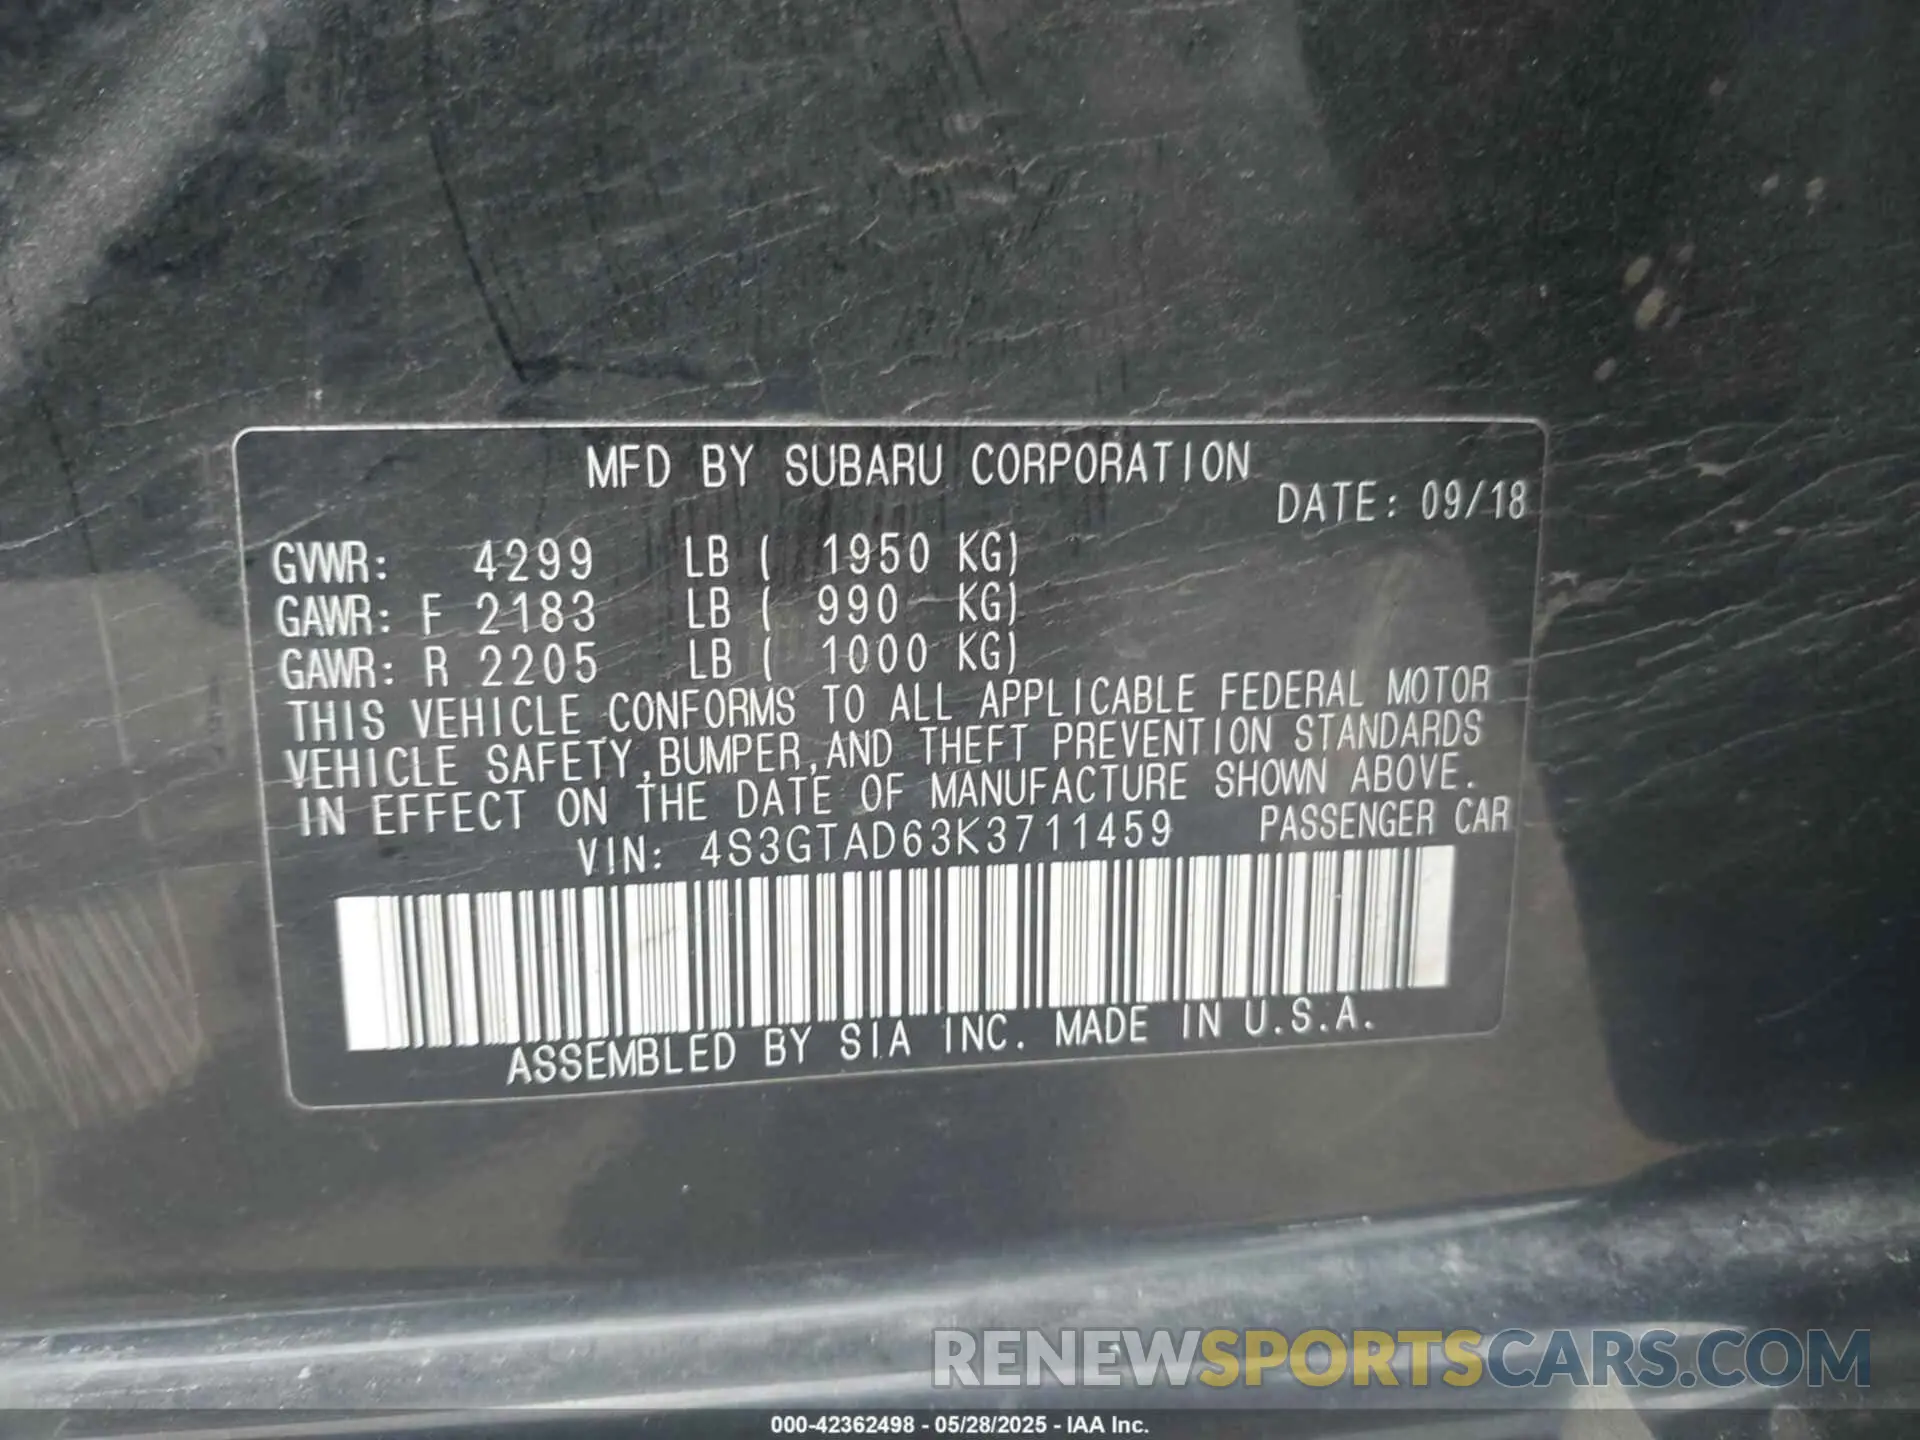 MFD BY SUBARU CORPORATION
DATE: 09/18
GVWR: 4299 LB ( 1950 KG)
GAWR: F 2183 LB ( 990 KG)
GAWR: R 2205 LB ( 1000 KG)
THIS VEHICLE CONFORMS TO ALL APPLICABLE FEDERAL MOTOR
VEHICLE SAFETY, BUMPER, AND THEFT PREVENTION STANDARDS
IN EFFECT ON THE DATE OF MANUFACTURE SHOWN ABOVE.
VIN: 4S3GTAD63K3711459 PASSENGER CAR
ASSEMBLED BY SIA INC. MADE IN U.S.A.
RENEWSPORTSCARS.COM
000-42362498 - 05/28/2025 - IAA Inc.